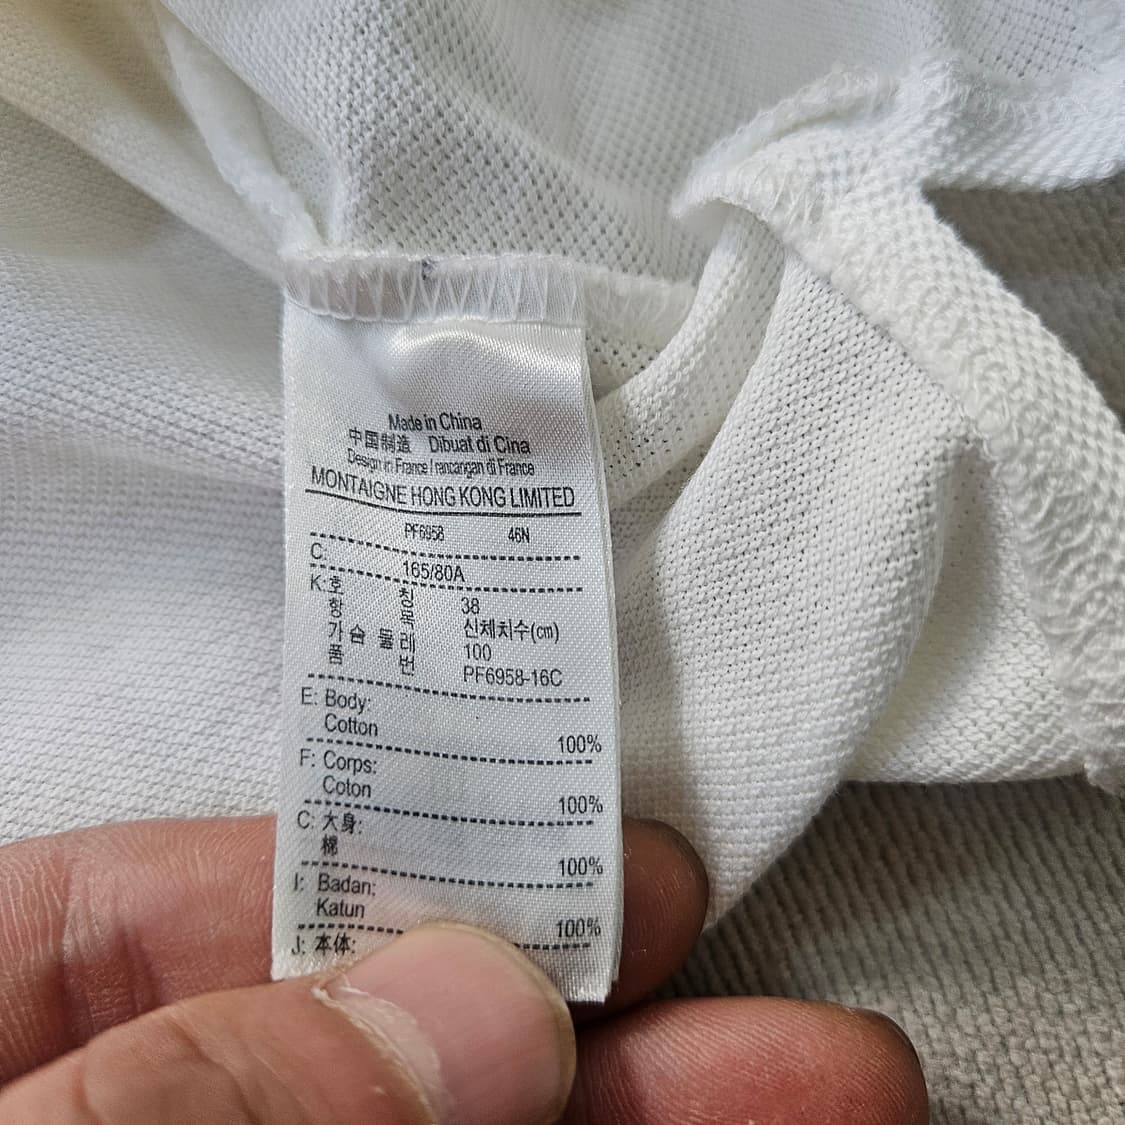 Made in China
中国制造 Dibuat di Cina
Design in France / rancangan di France
MONTAIGNE HONG KONG LIMITED
PF6958 46N
C: 165/80A
K: 호 칭 38
항 목 신체치수(㎝)
가슴 둘레 100
품 번 PF6958-16C
E: Body:
Cotton 100%
F: Corps:
Coton 100%
C: 大身:
棉 100%
I: Badan:
Katun 100%
J: 本体: